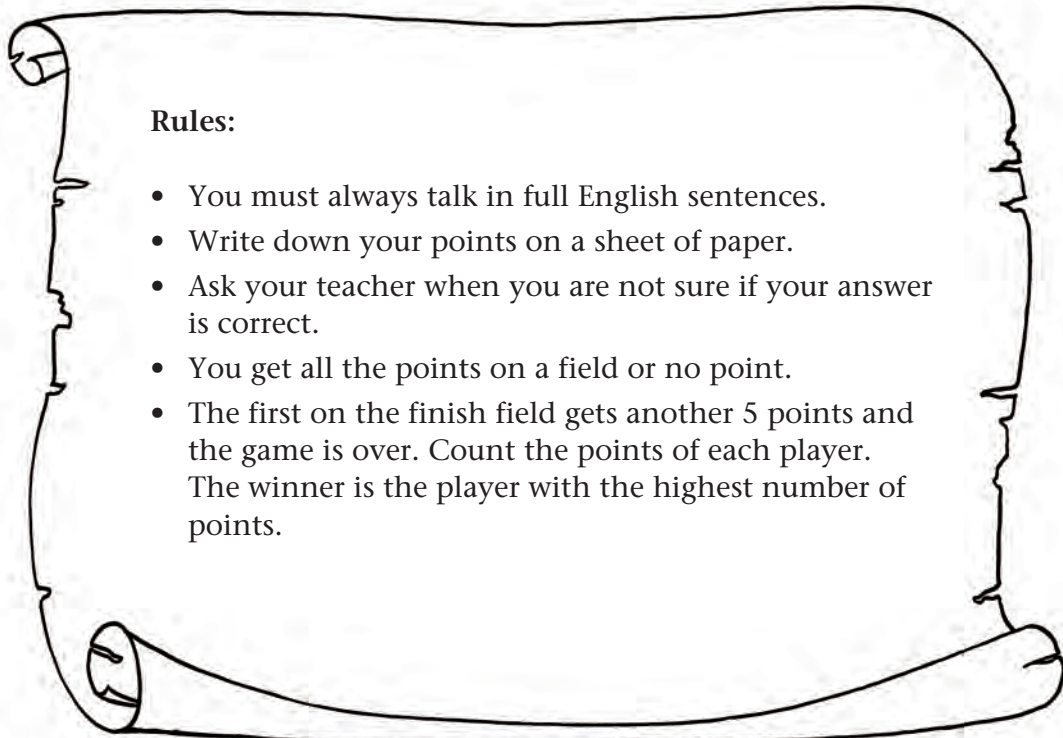 Rules:
• You must always talk in full English sentences.
• Write down your points on a sheet of paper.
• Ask your teacher when you are not sure if your answer
is correct.
• You get all the points on a field or no point.
• The first on the finish field gets another 5 points and
the game is over. Count the points of each player.
The winner is the player with the highest number of
points.